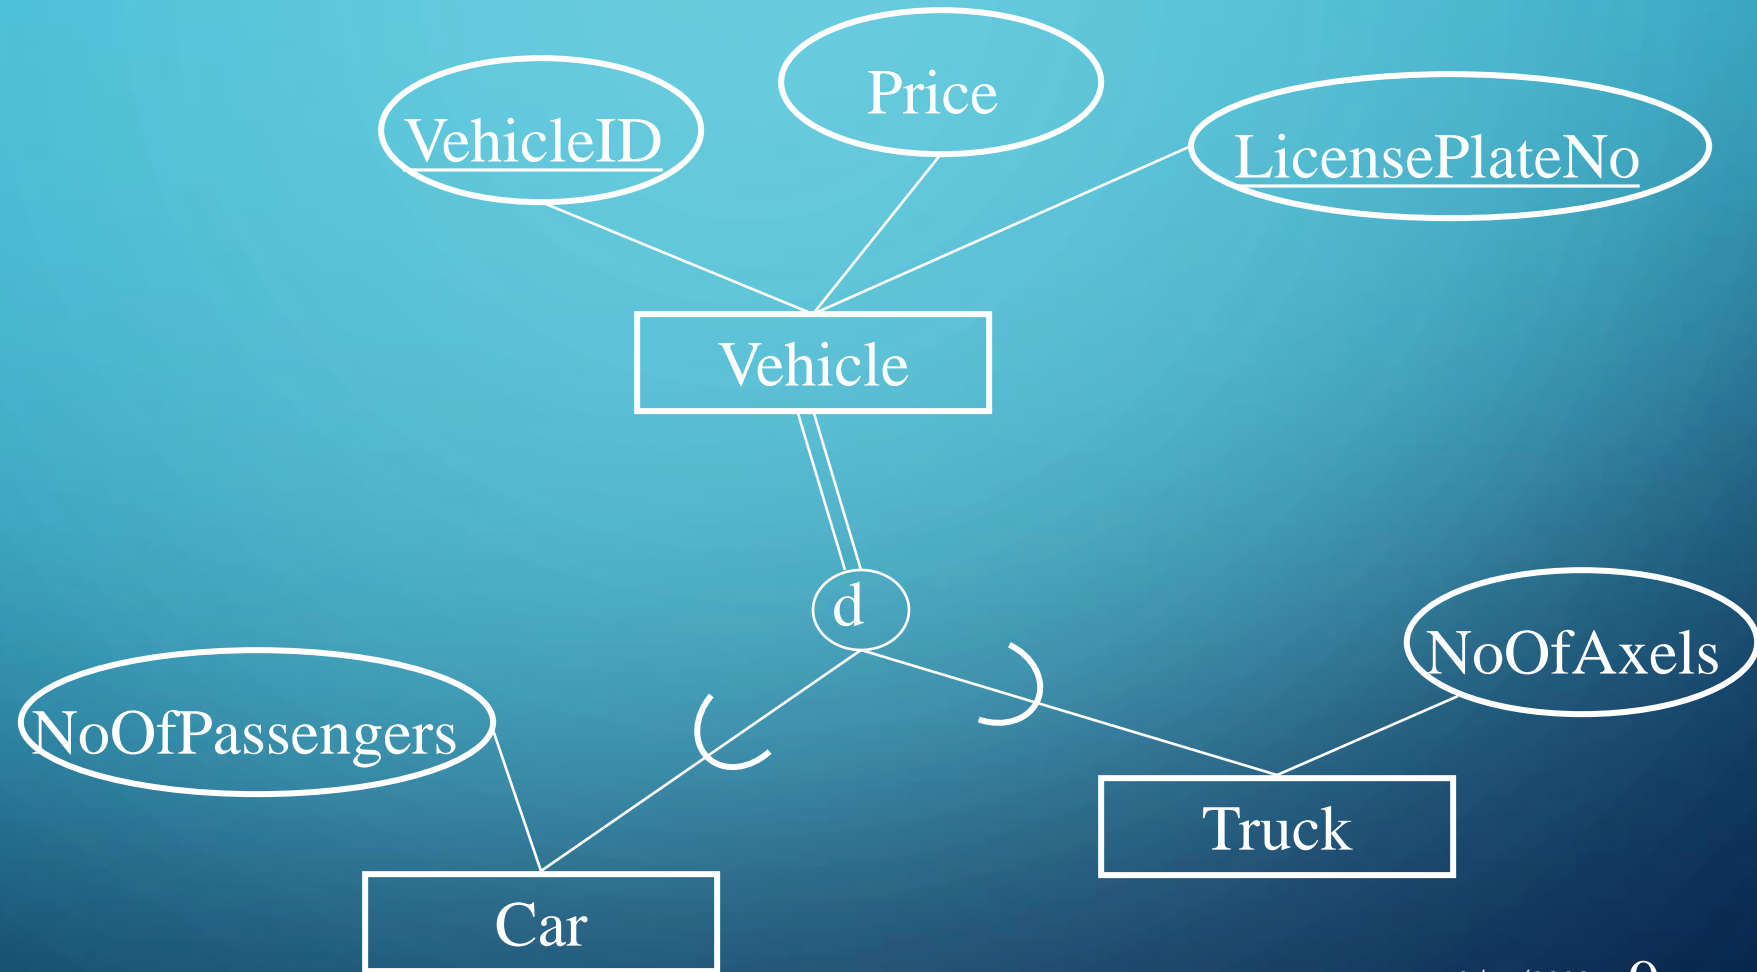 Price
VehicleID
LicensePlateNo
Vehicle
d
NoOfAxels
NoOfPassengers
Truck
Car